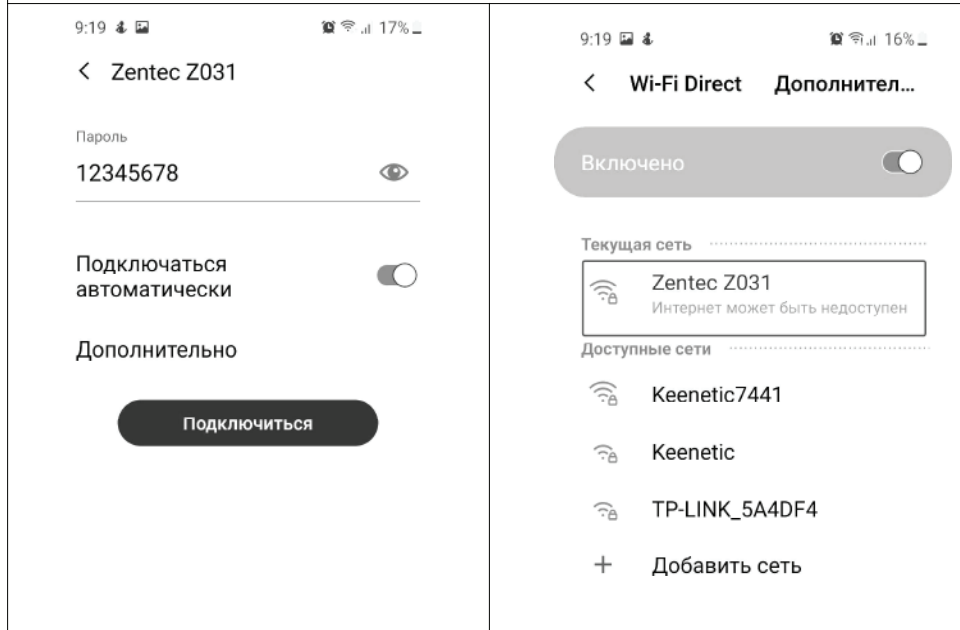 9:19 17%
Zentec Z031
Пароль
12345678
Подключаться
автоматически
Дополнительно
Подключиться
9:19 16%
Wi-Fi Direct Дополнител...
Включено
Текущая сеть
Zentec Z031
Интернет может быть недоступен
Доступные сети
Keenetic7441
Keenetic
TP-LINK_5A4DF4
+ Добавить сеть